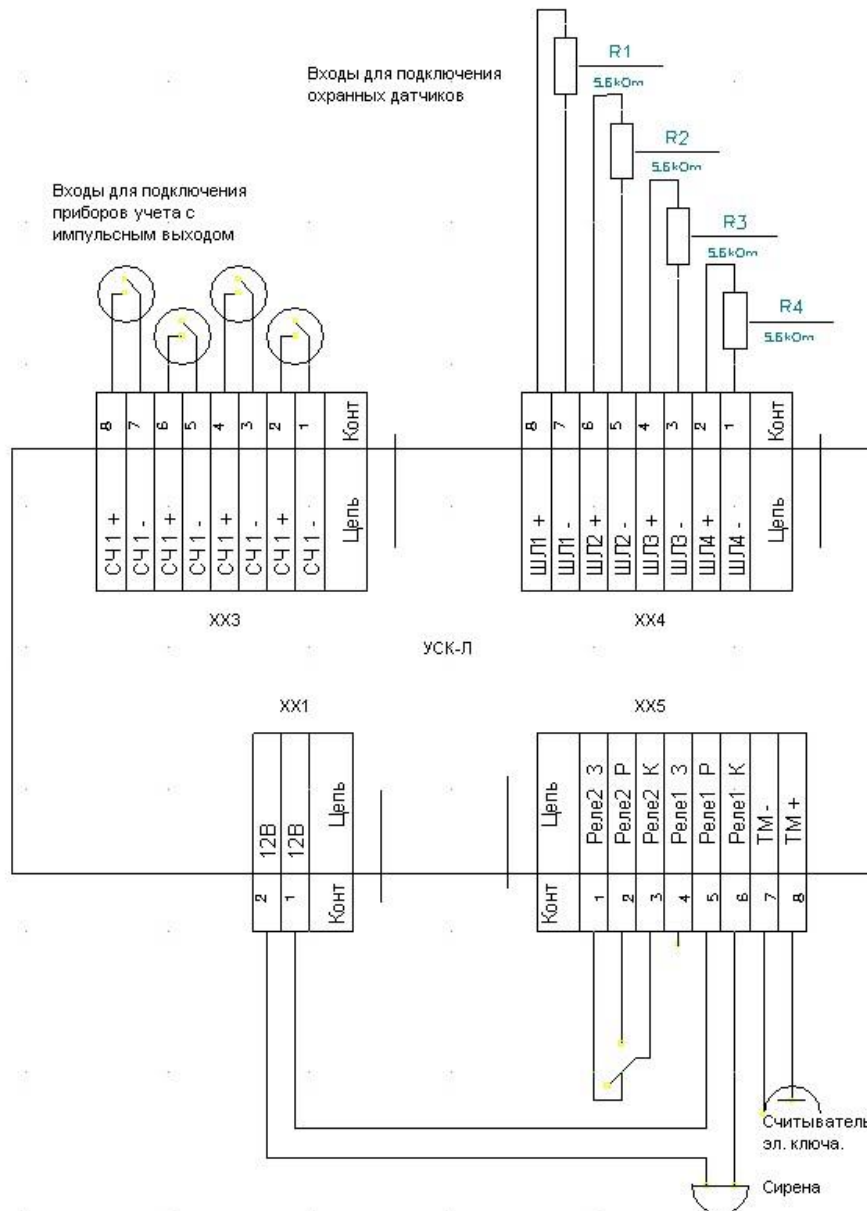 Входы для подключения
охранных датчиков
R1
5.6kOm
R2
5.6kOm
R3
5.6kOm
R4
5.6kOm
Входы для подключения
приборов учета с
импульсным выходом
8 7 6 5 4 3 2 1 Конт
СЧ1 + СЧ1 - СЧ1 + СЧ1 - СЧ1 + СЧ1 - СЧ1 + СЧ1 - Цепь
XX3
8 7 6 5 4 3 2 1 Конт
ШЛ1 + ШЛ1 - ШЛ2 + ШЛ2 - ШЛ3 + ШЛ3 - ШЛ4 + ШЛ4 - Цепь
XX4
УСК-Л
XX1
12В 12В Цепь
2 1 Конт
XX5
Цепь Реле2 З Реле2 Р Реле2 К Реле1 З Реле1 Р Реле1 К ТМ - ТМ +
Конт 1 2 3 4 5 6 7 8
Считыватель
эл. ключа.
Сирена